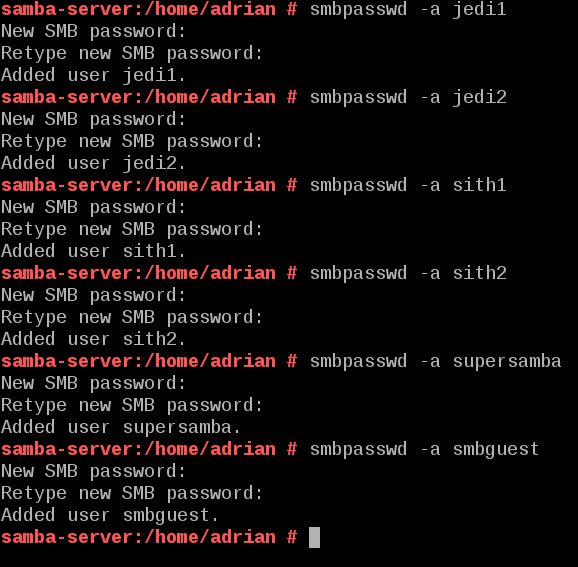 samba-server:/home/adrian # smbpasswd -a jedi1
New SMB password:
Retype new SMB password:
Added user jedi1.
samba-server:/home/adrian # smbpasswd -a jedi2
New SMB password:
Retype new SMB password:
Added user jedi2.
samba-server:/home/adrian # smbpasswd -a sith1
New SMB password:
Retype new SMB password:
Added user sith1.
samba-server:/home/adrian # smbpasswd -a sith2
New SMB password:
Retype new SMB password:
Added user sith2.
samba-server:/home/adrian # smbpasswd -a supersamba
New SMB password:
Retype new SMB password:
Added user supersamba.
samba-server:/home/adrian # smbpasswd -a smbguest
New SMB password:
Retype new SMB password:
Added user smbguest.
samba-server:/home/adrian #